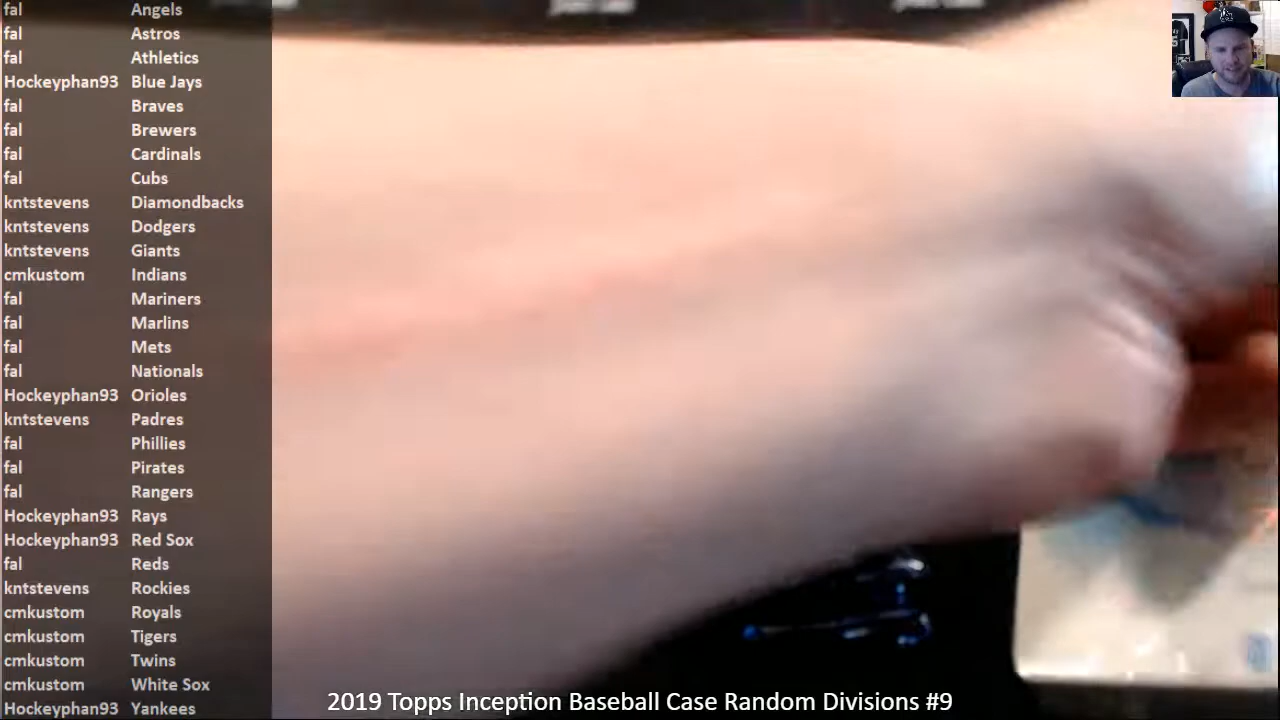 fal Angels
fal Astros
fal Athletics
Hockeyphan93 Blue Jays
fal Braves
fal Brewers
fal Cardinals
fal Cubs
kntstevens Diamondbacks
kntstevens Dodgers
kntstevens Giants
cmkustom Indians
fal Mariners
fal Marlins
fal Mets
fal Nationals
Hockeyphan93 Orioles
kntstevens Padres
fal Phillies
fal Pirates
fal Rangers
Hockeyphan93 Rays
Hockeyphan93 Red Sox
fal Reds
kntstevens Rockies
cmkustom Royals
cmkustom Tigers
cmkustom Twins
cmkustom White Sox
Hockeyphan93 Yankees
2019 Topps Inception Baseball Case Random Divisions #9